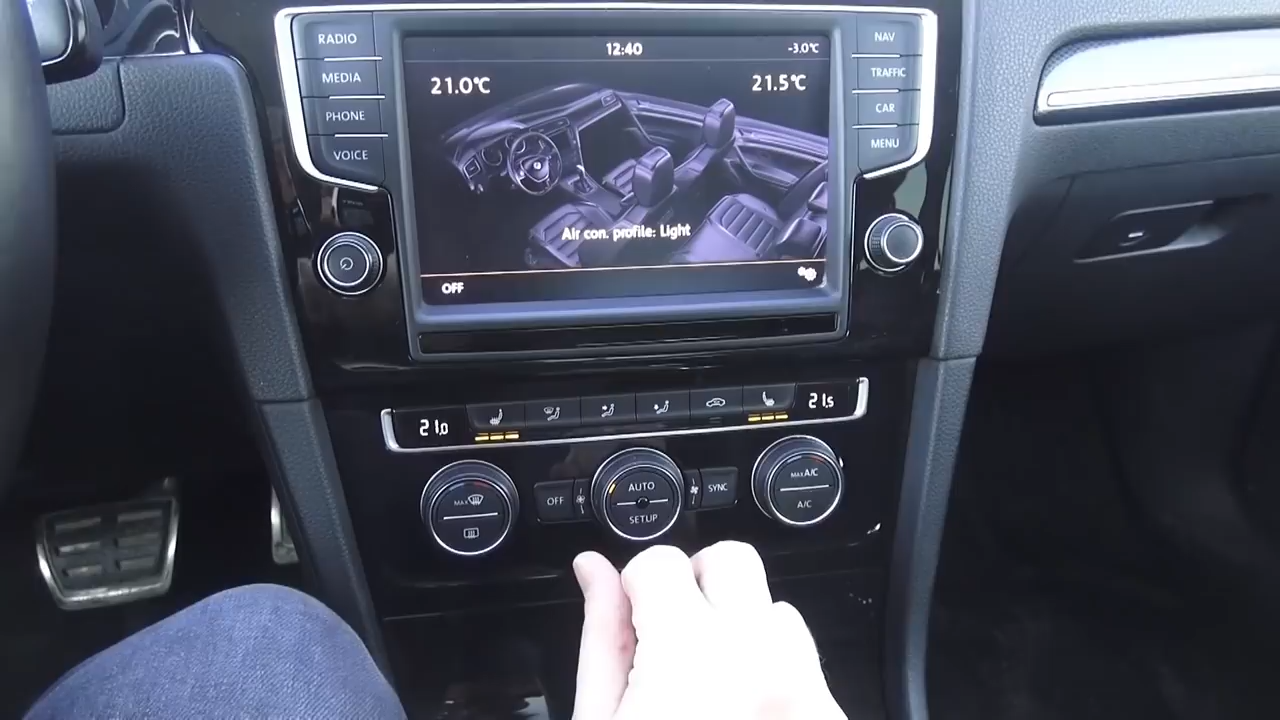 RADIO
MEDIA
PHONE
VOICE
12:40
-3.0°C
21.0°C
21.5°C
Air con. profile: Light
OFF
NAV
TRAFFIC
CAR
MENU
21.0
21.5
MAX
OFF
AUTO
SETUP
SYNC
MAX A/C
A/C